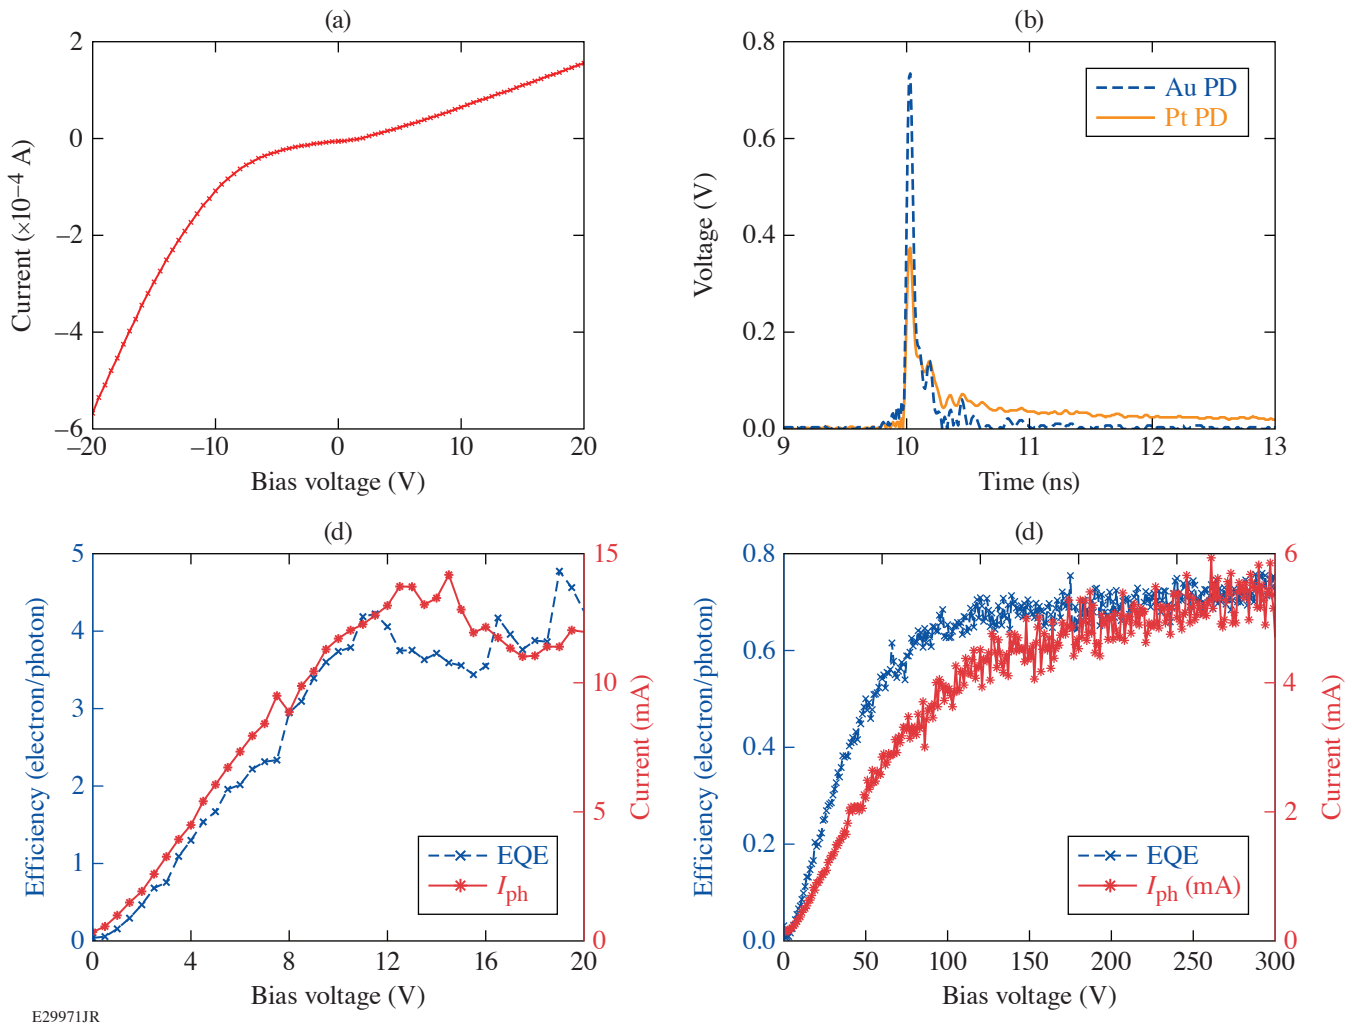 (a)
2
0
–2
–4
–6
–20
–10
0
10
20
Current (×10–4 A)
Bias voltage (V)
(b)
0.8
0.6
0.4
0.2
0.0
9
10
11
12
13
Voltage (V)
Time (ns)
Au PD
Pt PD
(d)
5
4
3
2
1
0
15
10
5
0
0
4
8
12
16
20
Efficiency (electron/photon)
Current (mA)
Bias voltage (V)
EQE
Iph
(d)
0.8
0.6
0.4
0.2
0.0
6
4
2
0
0
50
100
150
200
250
300
Efficiency (electron/photon)
Current (mA)
Bias voltage (V)
EQE
Iph (mA)
E29971JR